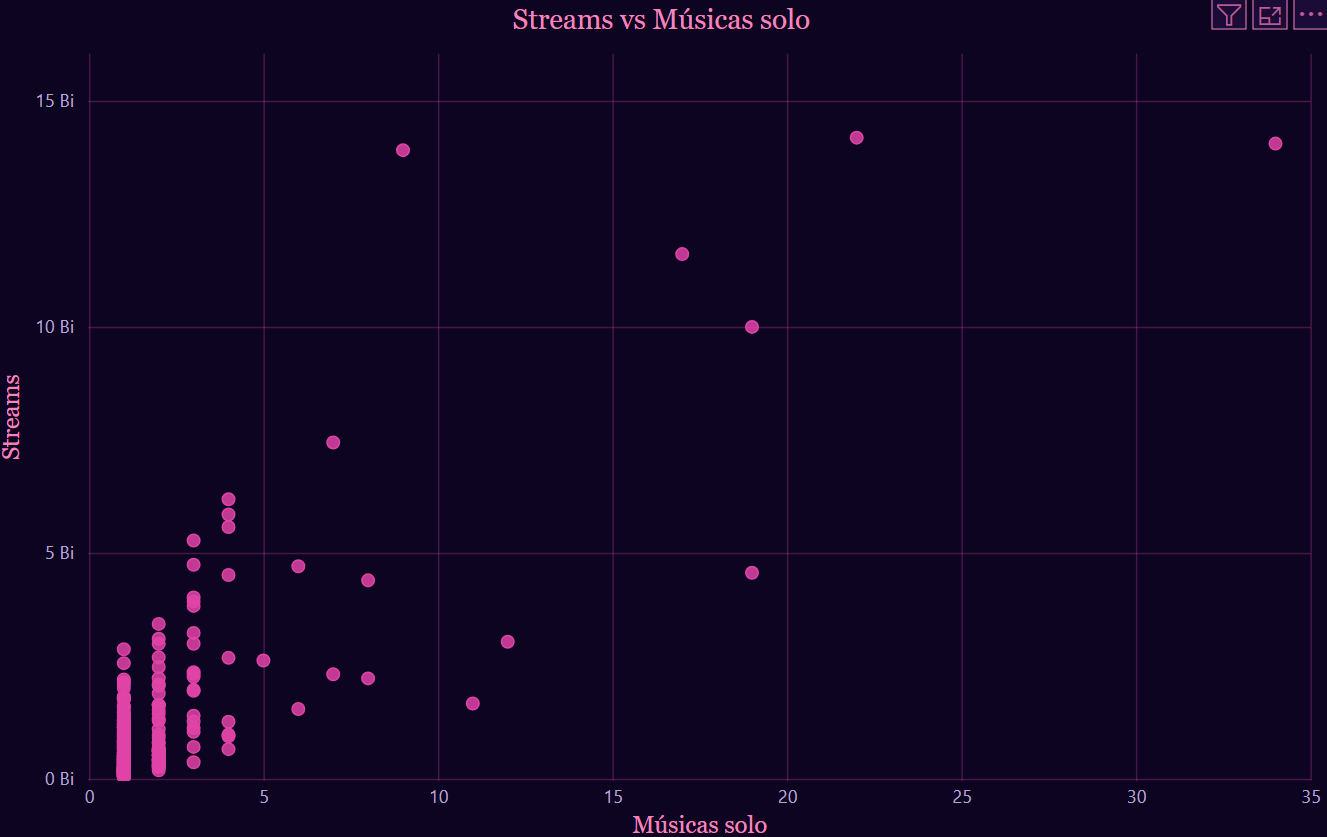 Streams vs Músicas solo
15 Bi
10 Bi
5 Bi
0 Bi
Streams
0 5 10 15 20 25 30 35
Músicas solo